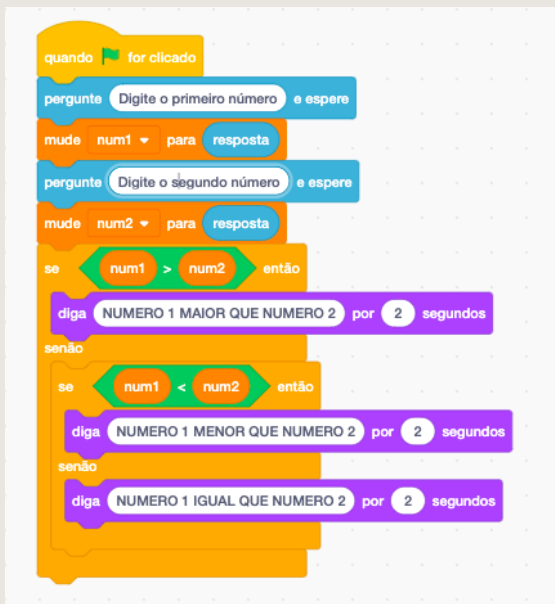 quando for clicado
pergunte Digite o primeiro número e espere
mude num1 para resposta
pergunte Digite o segundo número e espere
mude num2 para resposta
se num1 > num2 então
diga NUMERO 1 MAIOR QUE NUMERO 2 por 2 segundos
senão
se num1 < num2 então
diga NUMERO 1 MENOR QUE NUMERO 2 por 2 segundos
senão
diga NUMERO 1 IGUAL QUE NUMERO 2 por 2 segundos